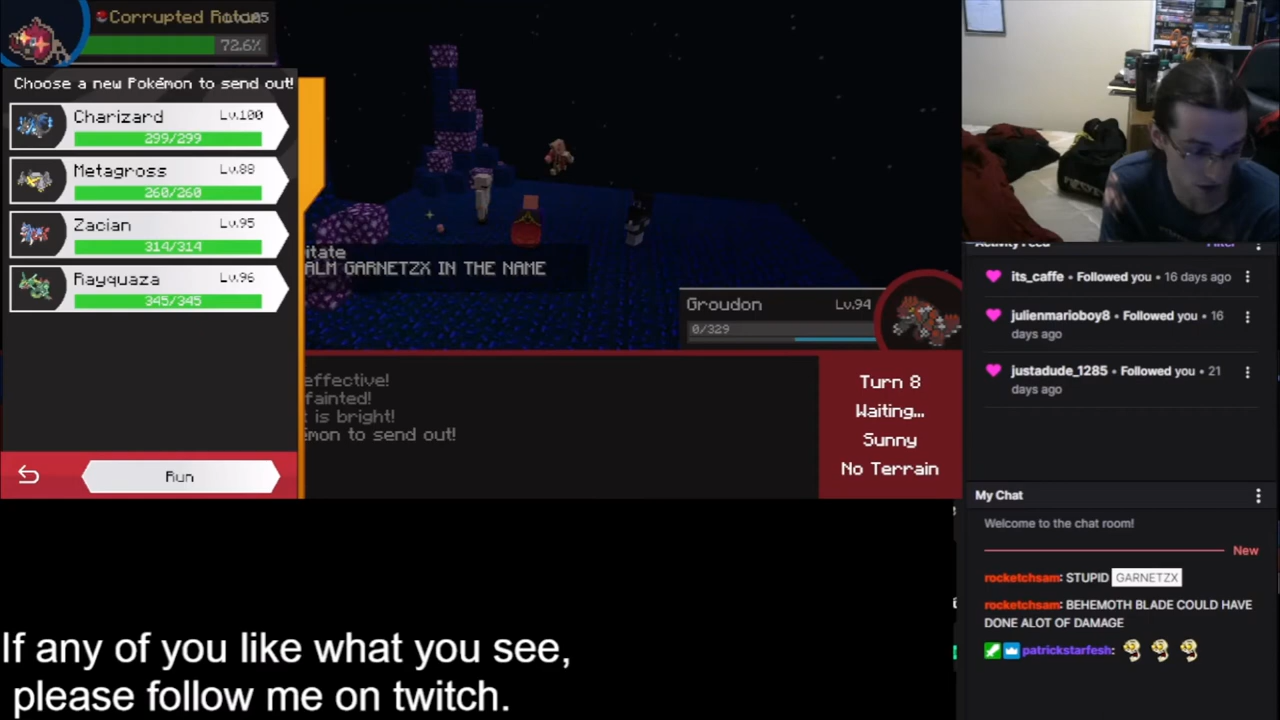 Corrupted
72.6%
Choose a new Pokémon to send out!
Charizard Lv.100
299/299
Metagross Lv.88
260/260
Zacian Lv.95
314/314
Rayquaza Lv.96
345/345
Run
itate
ALM GARNETZX IN THE NAME
Groudon Lv.94
0/329
effective!
fainted!
t is bright!
émon to send out!
Turn 8
Waiting...
Sunny
No Terrain
Activity Feed Filter
its_caffe • Followed you • 16 days ago
julienmarioboy8 • Followed you • 16
days ago
justadude_1285 • Followed you • 21
days ago
My Chat
Welcome to the chat room!
New
rocketchsam: STUPID GARNETZX
rocketchsam: BEHEMOTH BLADE COULD HAVE
DONE ALOT OF DAMAGE
patrickstarfesh:
If any of you like what you see,
please follow me on twitch.